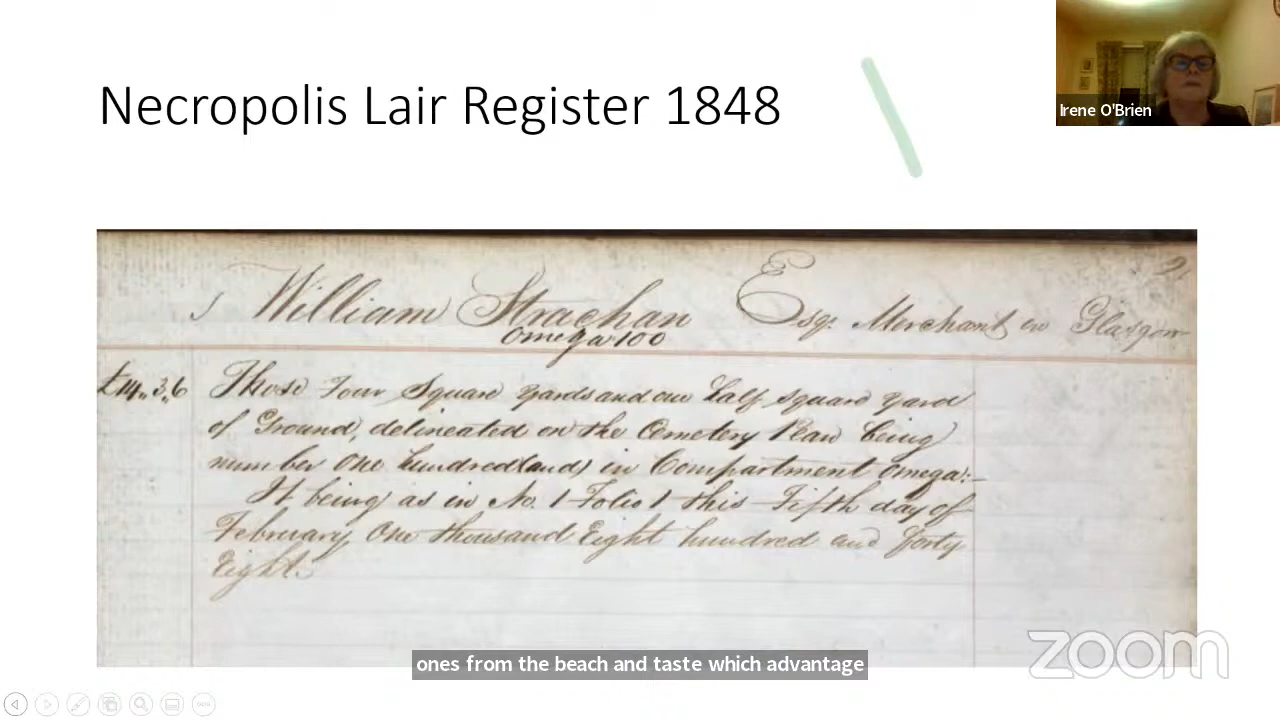 Necropolis Lair Register 1848
Irene O'Brien
William Strachan Esq: Merchant in Glasgow
Omega 100
£14.,3.,6 Those Four Square Yards and one half square yard
of Ground, delineated on the Cemetery Plan being
number One hundred (and) in Compartment Omega:-
It being as in No. 1 Folio 1 this Fifth day of
February One thousand Eight hundred and forty
Eight.
zoom
ones from the beach and taste which advantage